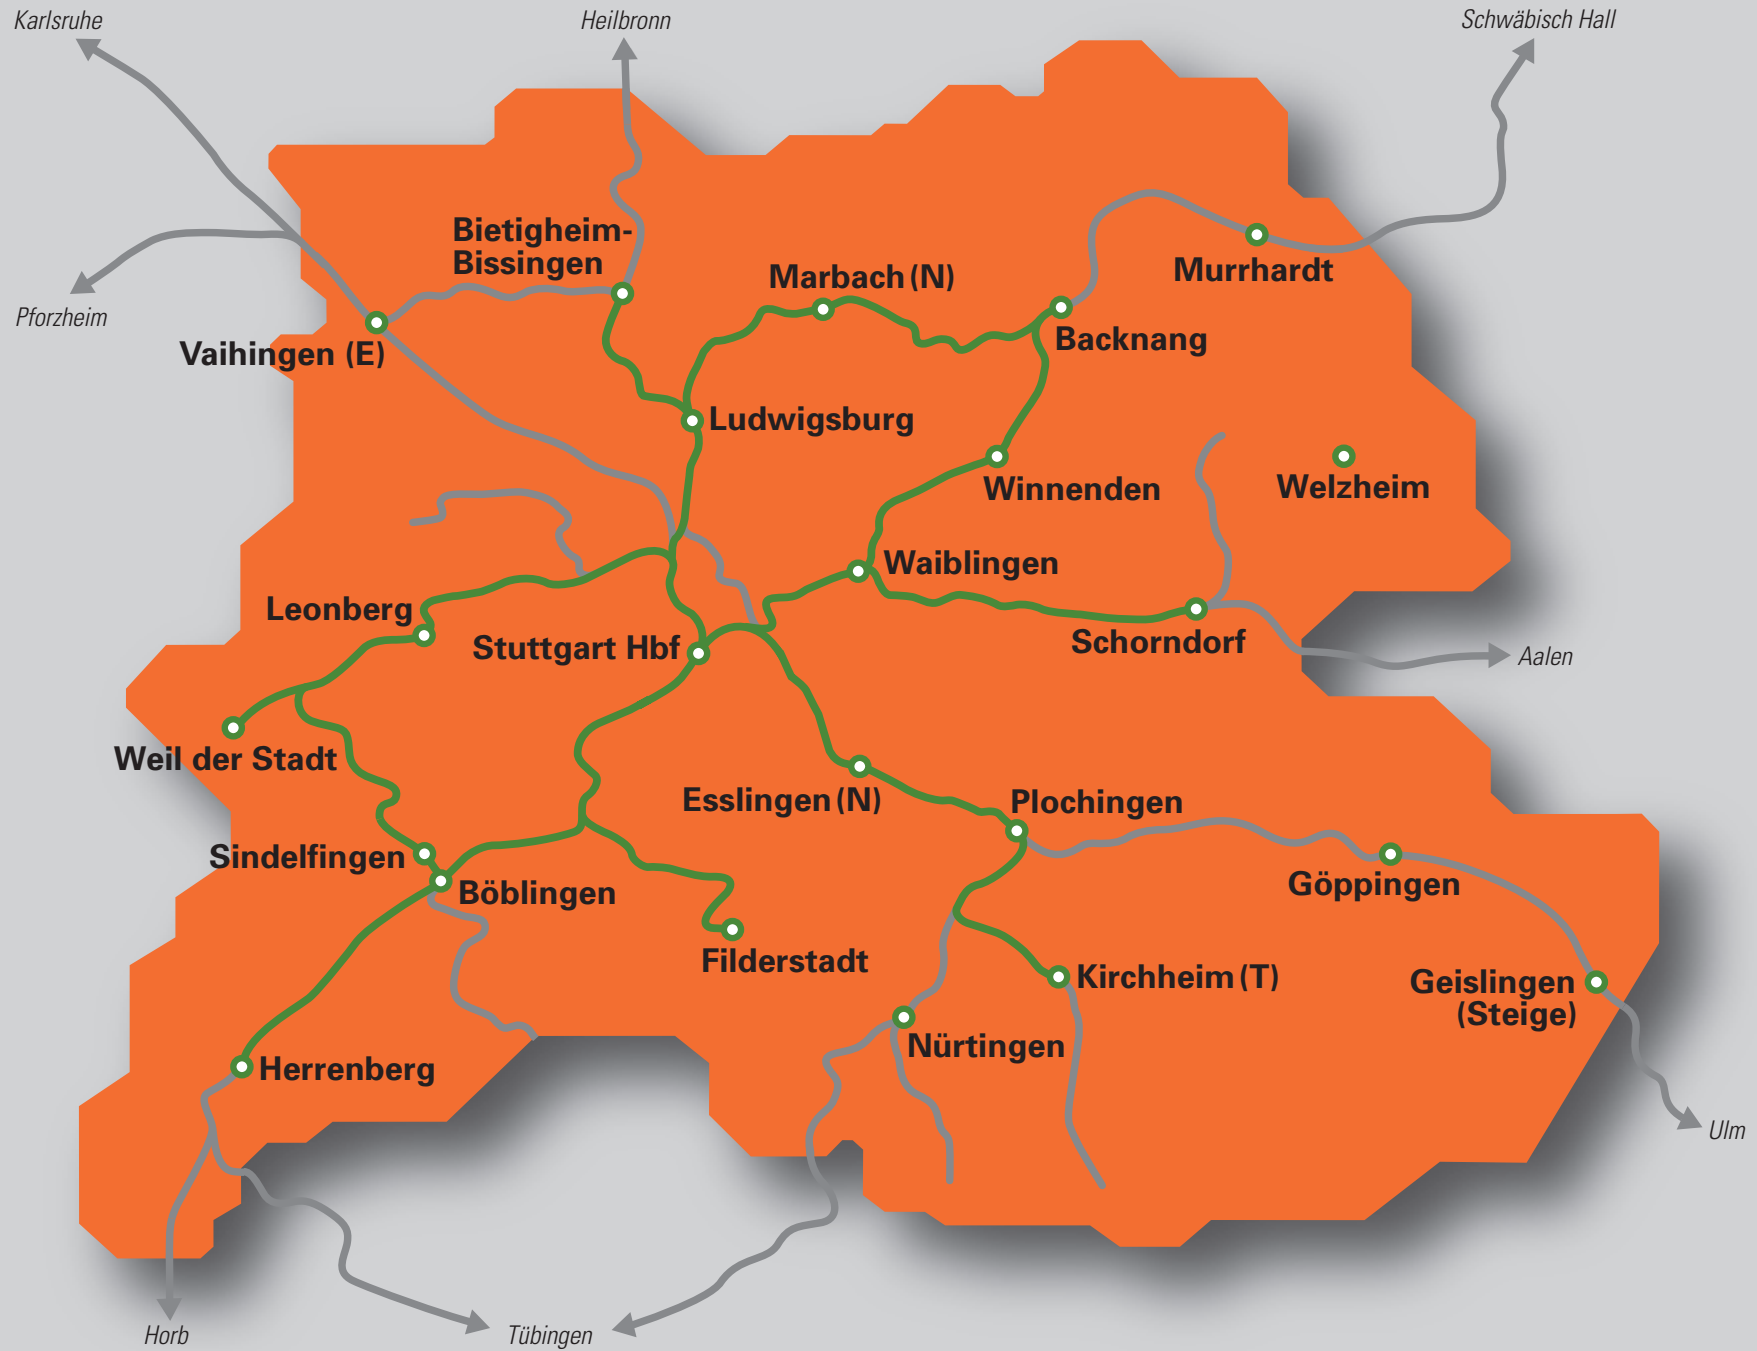 Karlsruhe
Heilbronn
Schwäbisch Hall
Bietigheim-
Bissingen
Marbach (N)
Murrhardt
Pforzheim
Vaihingen (E)
Backnang
Ludwigsburg
Winnenden
Welzheim
Waiblingen
Leonberg
Stuttgart Hbf
Schorndorf
Aalen
Weil der Stadt
Esslingen (N)
Plochingen
Sindelfingen
Böblingen
Göppingen
Filderstadt
Kirchheim (T)
Geislingen
(Steige)
Nürtingen
Herrenberg
Ulm
Horb
Tübingen